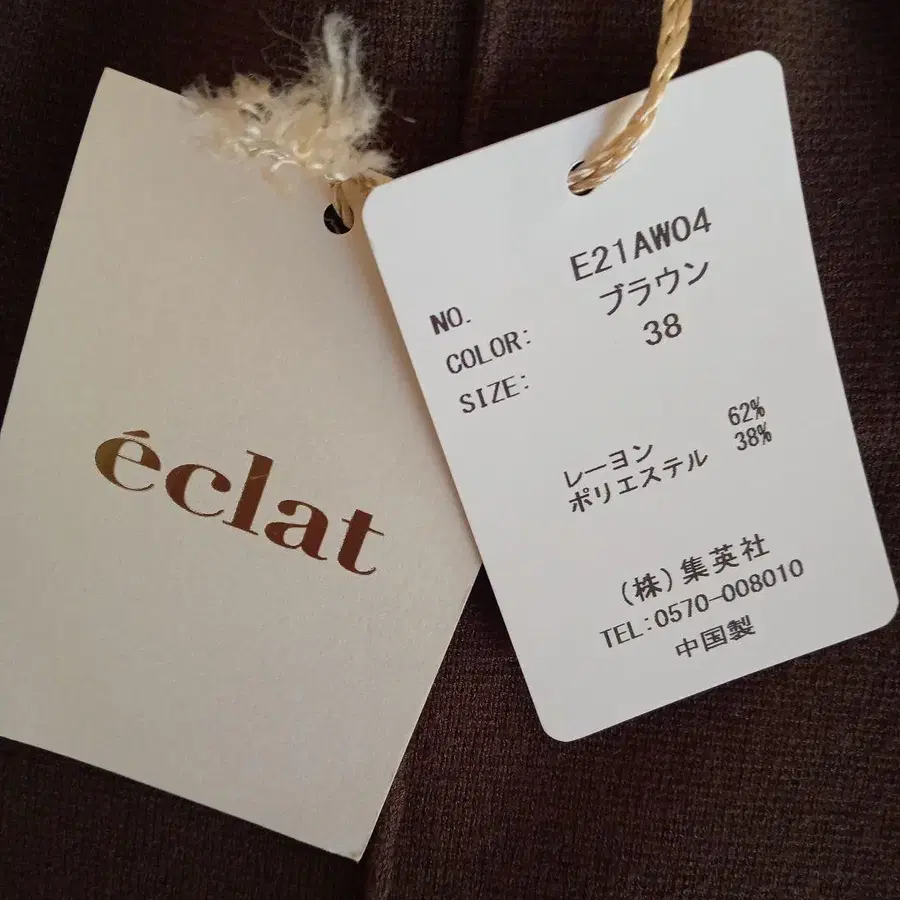 éclat
NO. E21AW04
COLOR: ブラウン
SIZE: 38
レーヨン 62%
ポリエステル 38%
(株)集英社
TEL:0570-008010
中国製